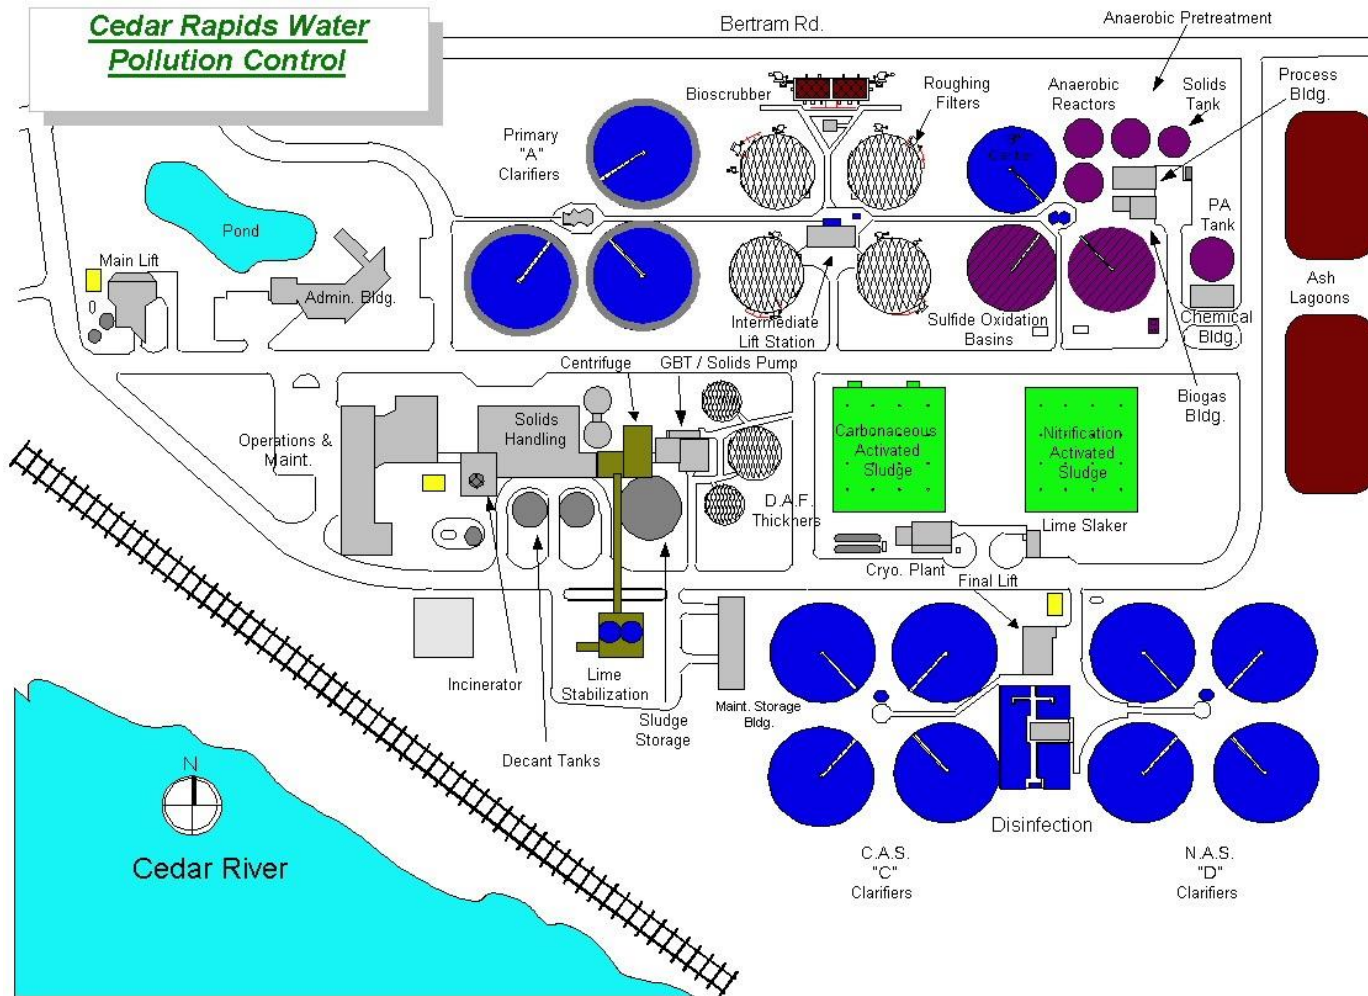 Cedar Rapids Water
Pollution Control
Bertram Rd.
Anaerobic Pretreatment
Bioscrubber
Roughing
Filters
Anaerobic
Reactors
Solids
Tank
Process
Bldg.
Primary
"A"
Clarifiers
Pond
PA
Tank
Main Lift
Admin. Bldg.
Ash
Lagoons
Intermediate
Lift Station
Sulfide Oxidation
Basins
Chemical
Bldg.
Centrifuge
GBT / Solids Pump
Biogas
Bldg.
Operations &
Maint.
Solids
Handling
Carbonaceous
Activated
Sludge
Nitrification
Activated
Sludge
D.A.F.
Thickners
Lime Slaker
Cryo. Plant
Final Lift
Incinerator
Lime
Stabilization
Sludge
Storage
Maint. Storage
Bldg.
Decant Tanks
N
Cedar River
Disinfection
C.A.S.
"C"
Clarifiers
N.A.S.
"D"
Clarifiers